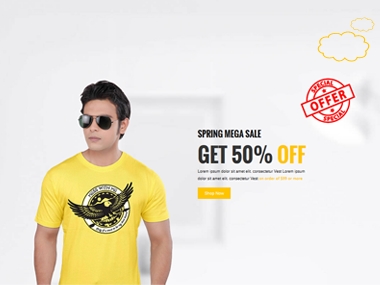 SPECIAL
OFFER
SPECIAL
SPRING MEGA SALE
GET 50% OFF
Lorem ipsum dolor sit amet elit. consectetur Vest Lorem ipsum
dolor sit amet elit. consectetur Vest
Shop Now